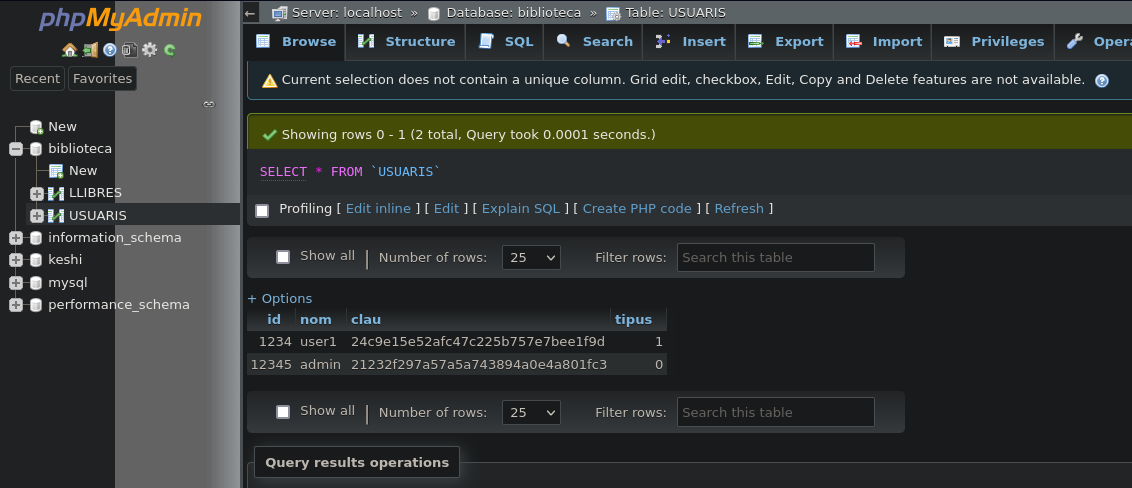 phpMyAdmin
Recent Favorites
New
biblioteca
New
LLIBRES
USUARIS
information_schema
keshi
mysql
performance_schema
← Server: localhost » Database: biblioteca » Table: USUARIS
Browse Structure SQL Search Insert Export Import Privileges Opera
Current selection does not contain a unique column. Grid edit, checkbox, Edit, Copy and Delete features are not available.
Showing rows 0 - 1 (2 total, Query took 0.0001 seconds.)
SELECT * FROM `USUARIS`
Profiling [ Edit inline ] [ Edit ] [ Explain SQL ] [ Create PHP code ] [ Refresh ]
Show all | Number of rows: 25 Filter rows: Search this table
+ Options
id nom clau tipus
1234 user1 24c9e15e52afc47c225b757e7bee1f9d 1
12345 admin 21232f297a57a5a743894a0e4a801fc3 0
Show all | Number of rows: 25 Filter rows: Search this table
Query results operations